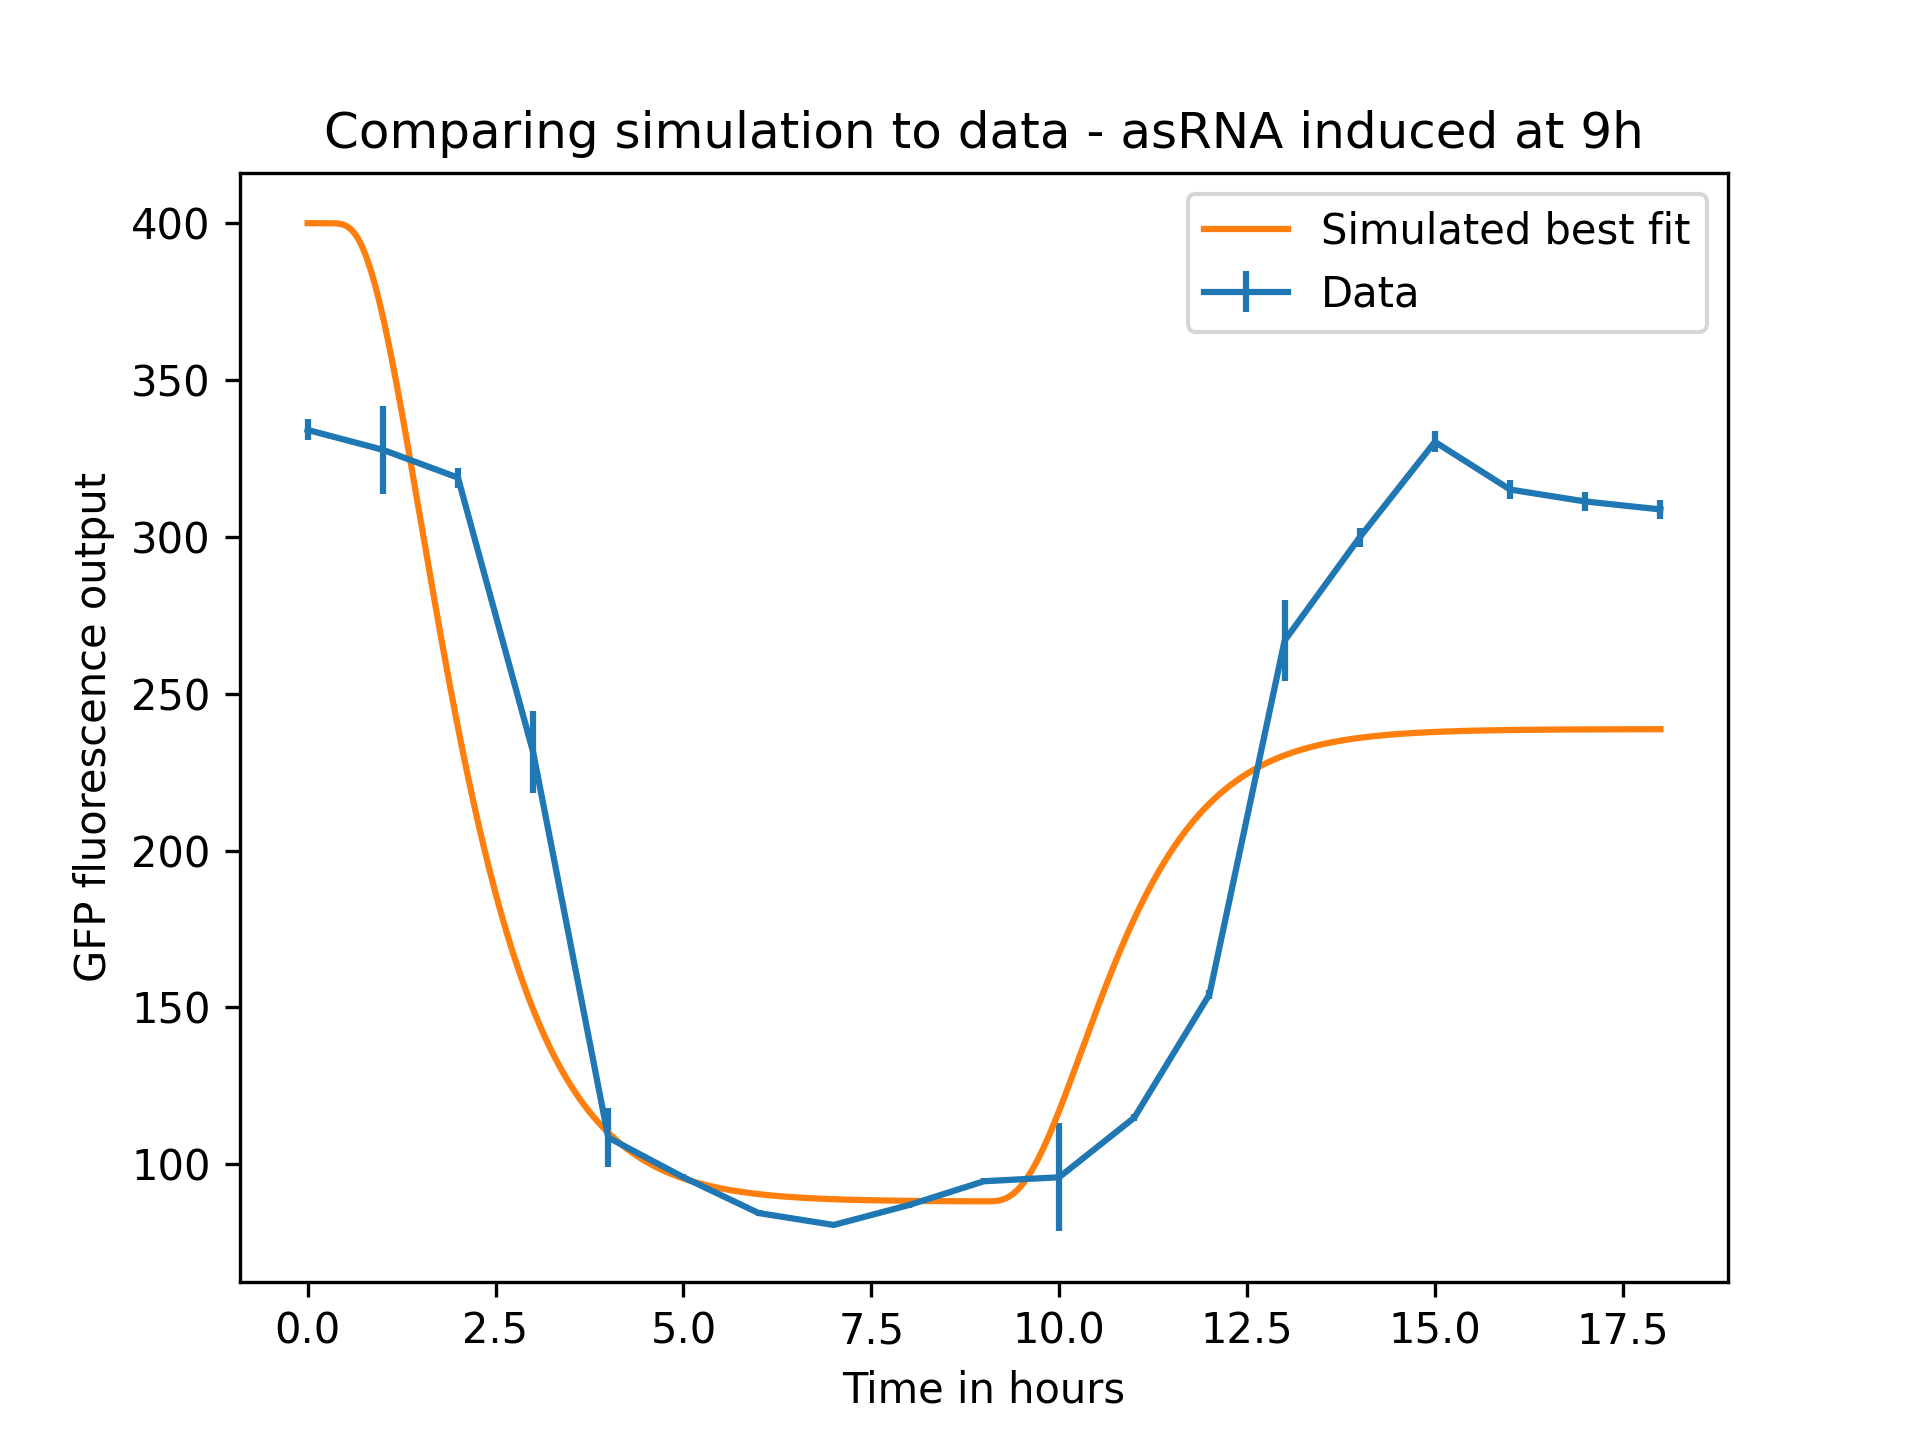 Comparing simulation to data - asRNA induced at 9h
Simulated best fit
Data
GFP fluorescence output
400
350
300
250
200
150
100
0.0 2.5 5.0 7.5 10.0 12.5 15.0 17.5
Time in hours